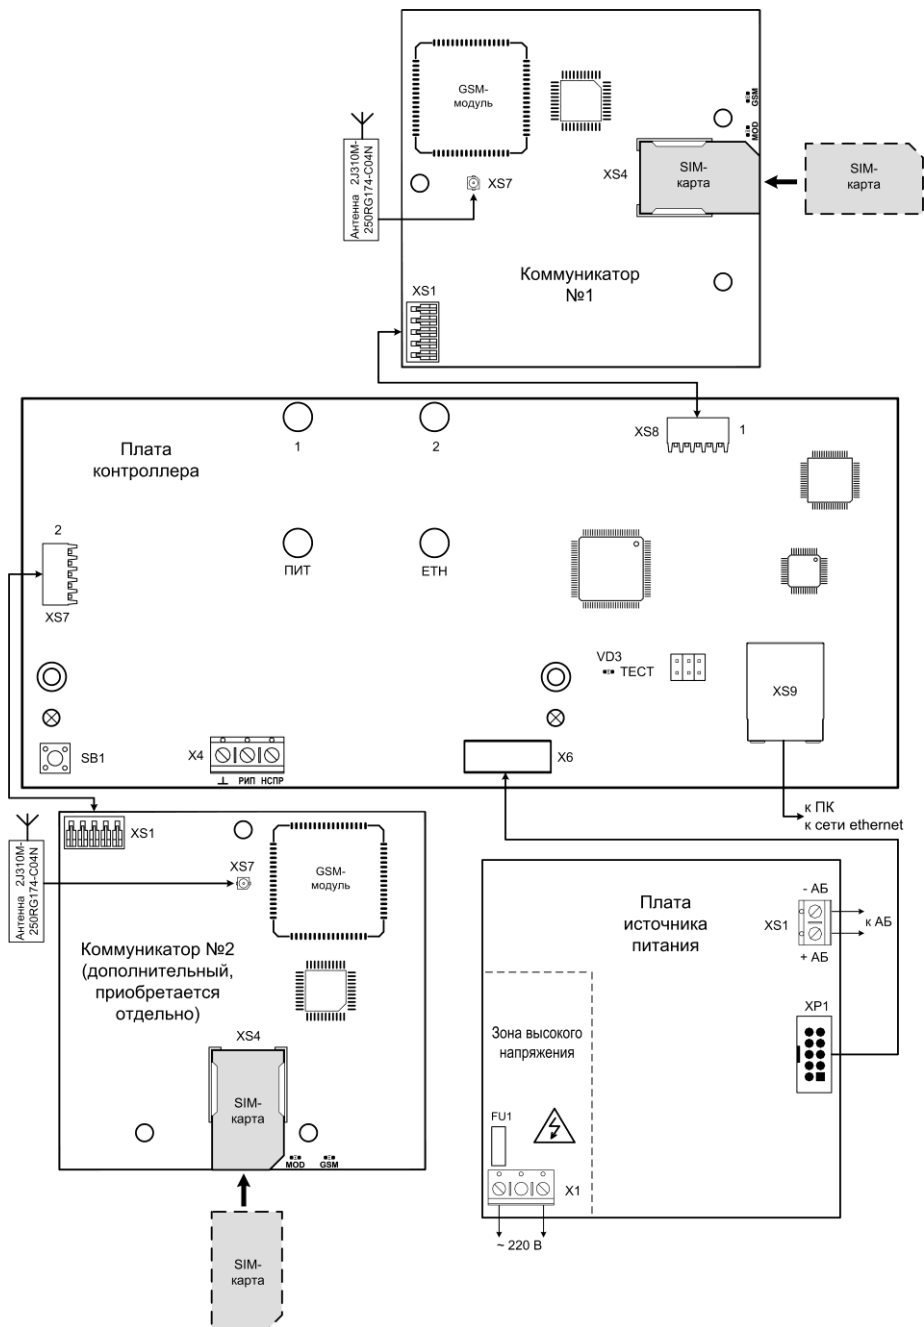 GSM-
модуль
GSM
MOD
XS4
SIM-
карта
SIM-
карта
Антенна 2J310M-
250RG174-C04N
XS7
Коммуникатор
№1
XS1
Плата
контроллера
1
2
XS8
1
2
XS7
ПИТ
ETH
VD3
ТЕСТ
XS9
SB1
X4
⊥ РИП НСПР
X6
к ПК
к сети ethernet
XS1
Антенна 2J310M-
250RG174-C04N
XS7
GSM-
модуль
Коммуникатор №2
(дополнительный,
приобретается
отдельно)
XS4
SIM-
карта
MOD GSM
SIM-
карта
Плата
источника
питания
- АБ
XS1
к АБ
+ АБ
XP1
Зона высокого
напряжения
FU1
X1
~ 220 В